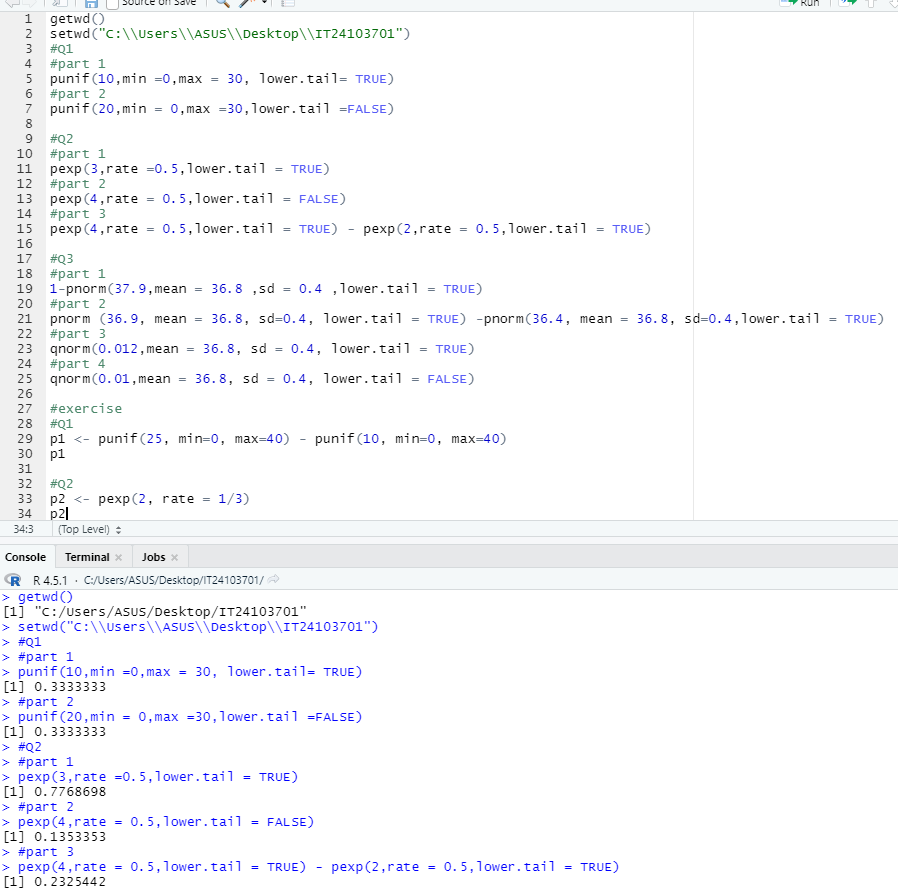 Source on Save
Run
1 getwd()
2 setwd("C:\\Users\\ASUS\\Desktop\\IT24103701")
3 #Q1
4 #part 1
5 punif(10,min =0,max = 30, lower.tail= TRUE)
6 #part 2
7 punif(20,min = 0,max =30,lower.tail =FALSE)
8
9 #Q2
10 #part 1
11 pexp(3,rate =0.5,lower.tail = TRUE)
12 #part 2
13 pexp(4,rate = 0.5,lower.tail = FALSE)
14 #part 3
15 pexp(4,rate = 0.5,lower.tail = TRUE) - pexp(2,rate = 0.5,lower.tail = TRUE)
16
17 #Q3
18 #part 1
19 1-pnorm(37.9,mean = 36.8 ,sd = 0.4 ,lower.tail = TRUE)
20 #part 2
21 pnorm (36.9, mean = 36.8, sd=0.4, lower.tail = TRUE) -pnorm(36.4, mean = 36.8, sd=0.4,lower.tail = TRUE)
22 #part 3
23 qnorm(0.012,mean = 36.8, sd = 0.4, lower.tail = TRUE)
24 #part 4
25 qnorm(0.01,mean = 36.8, sd = 0.4, lower.tail = FALSE)
26
27 #exercise
28 #Q1
29 p1 <- punif(25, min=0, max=40) - punif(10, min=0, max=40)
30 p1
31
32 #Q2
33 p2 <- pexp(2, rate = 1/3)
34 p2
34:3 (Top Level)
Console Terminal Jobs
R R 4.5.1 · C:/Users/ASUS/Desktop/IT24103701/
> getwd()
[1] "C:/Users/ASUS/Desktop/IT24103701"
> setwd("C:\\Users\\ASUS\\Desktop\\IT24103701")
> #Q1
> #part 1
> punif(10,min =0,max = 30, lower.tail= TRUE)
[1] 0.3333333
> #part 2
> punif(20,min = 0,max =30,lower.tail =FALSE)
[1] 0.3333333
> #Q2
> #part 1
> pexp(3,rate =0.5,lower.tail = TRUE)
[1] 0.7768698
> #part 2
> pexp(4,rate = 0.5,lower.tail = FALSE)
[1] 0.1353353
> #part 3
> pexp(4,rate = 0.5,lower.tail = TRUE) - pexp(2,rate = 0.5,lower.tail = TRUE)
[1] 0.2325442